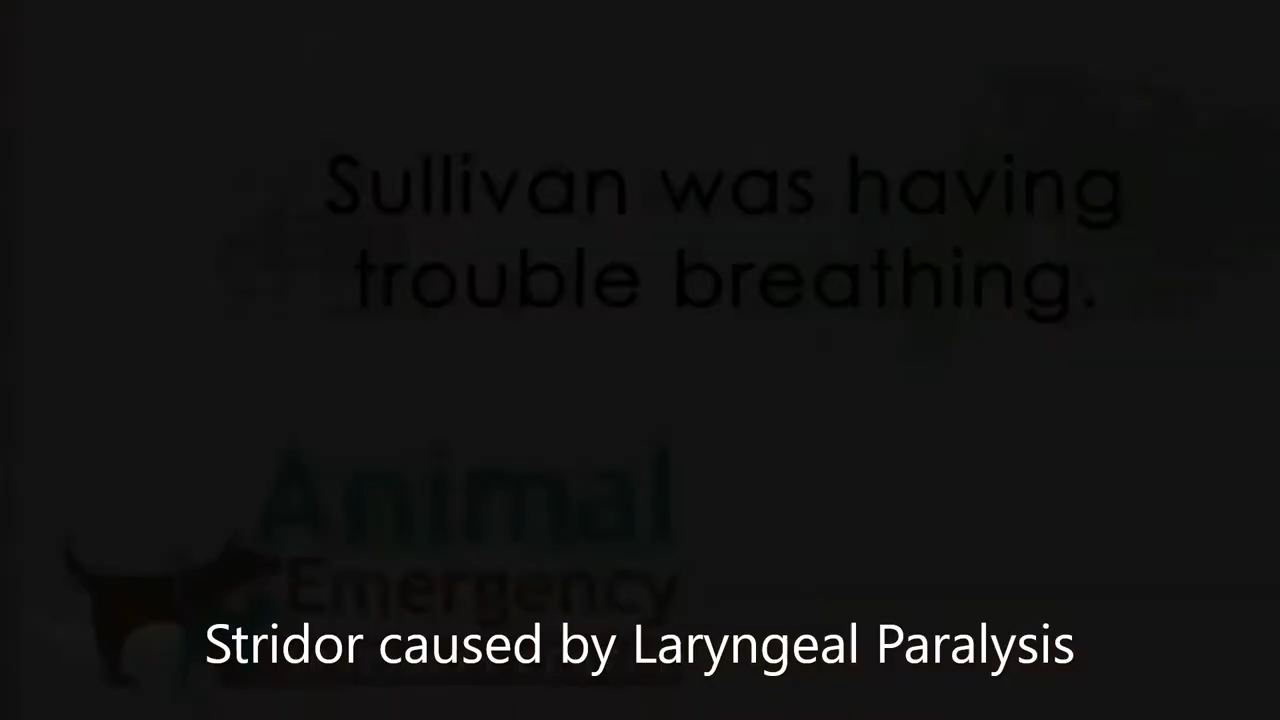 Sullivan was having
trouble breathing.
Animal
Emergency
Stridor caused by Laryngeal Paralysis